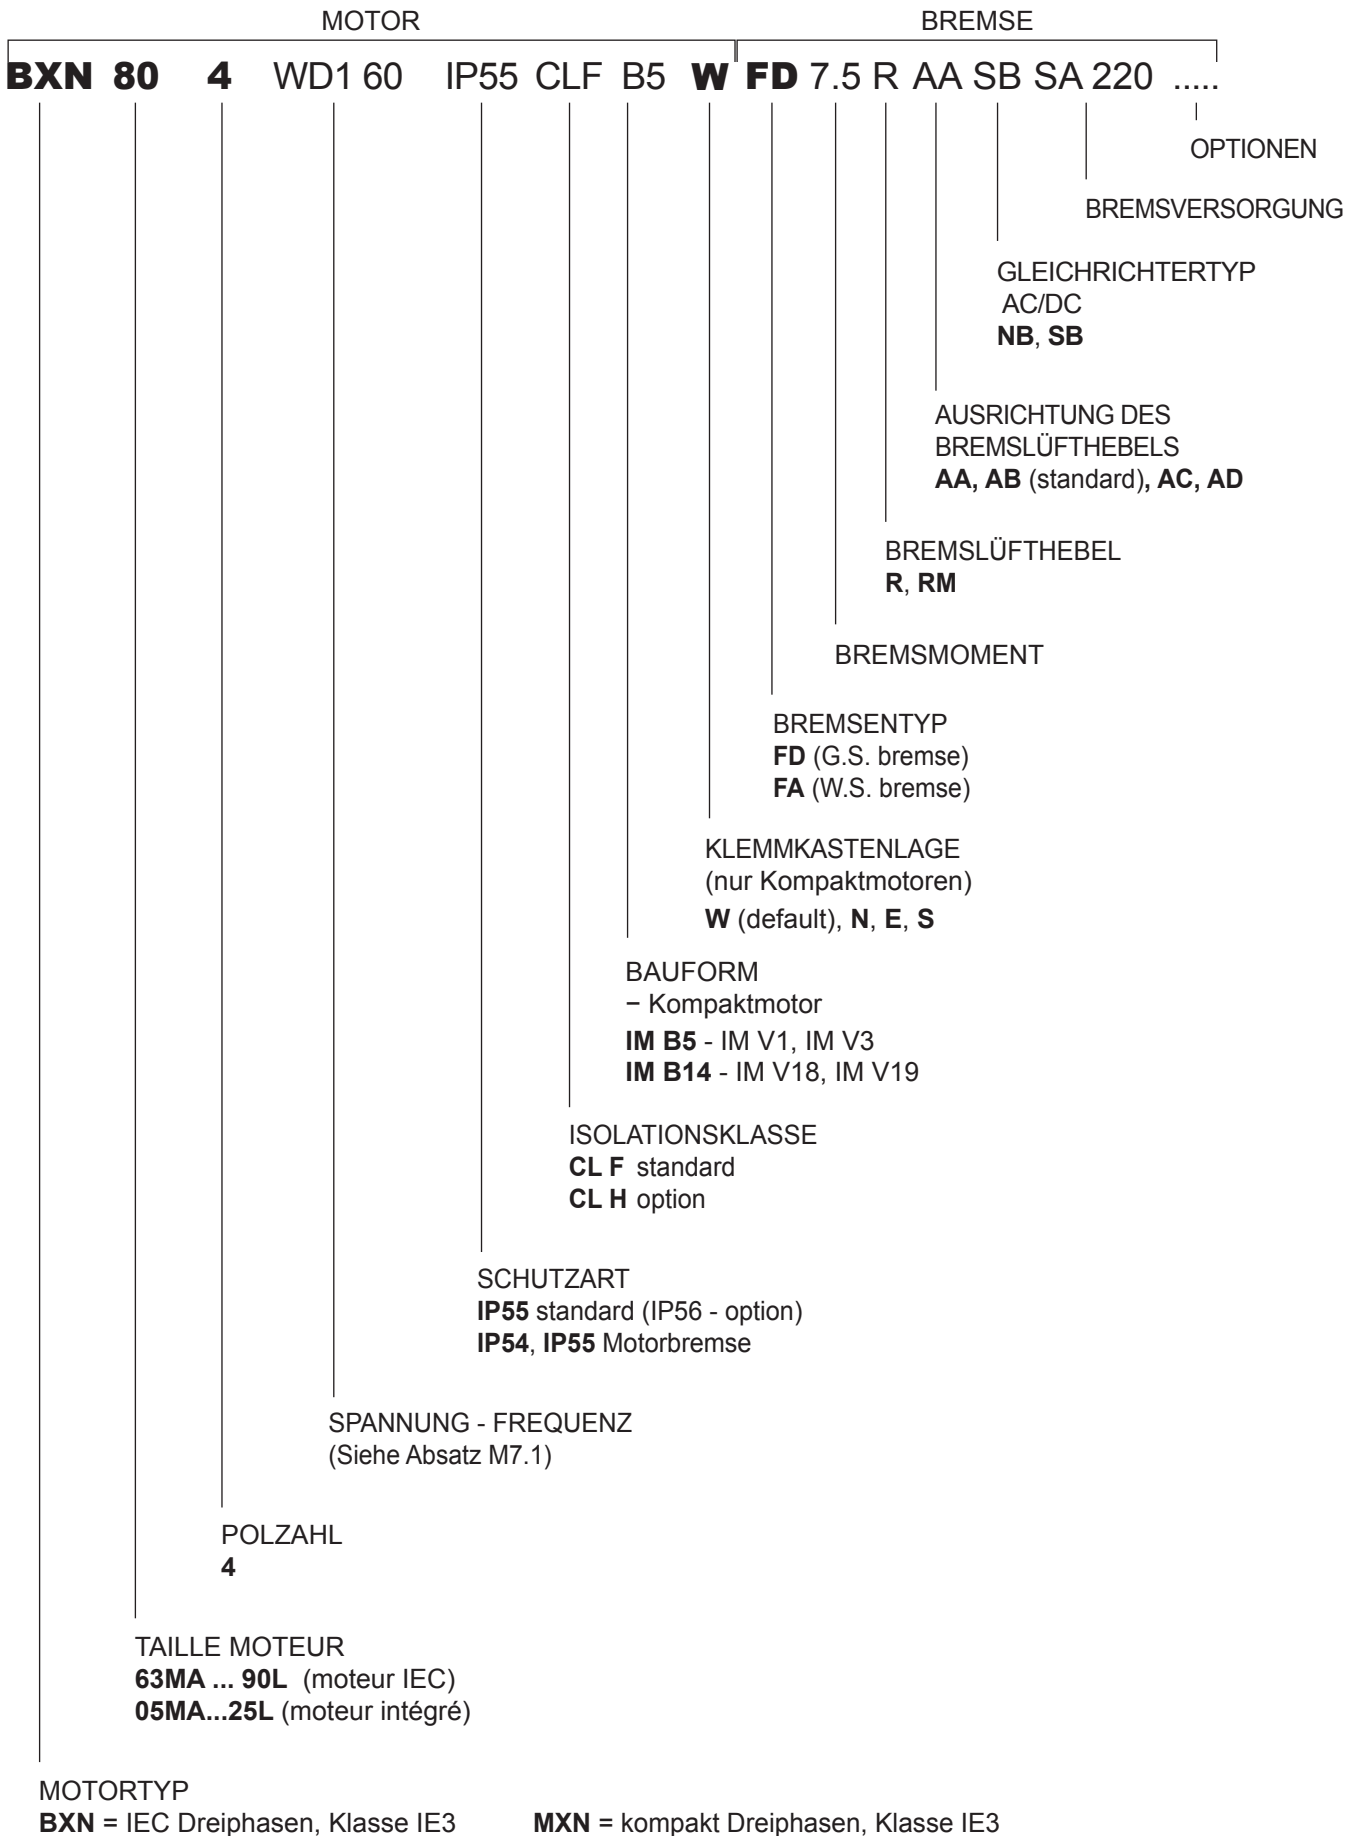 MOTOR BREMSE
BXN 80 4 WD1 60 IP55 CLF B5 W FD 7.5 R AA SB SA 220 .....
OPTIONEN
BREMSVERSORGUNG
GLEICHRICHTERTYP
AC/DC
NB, SB
AUSRICHTUNG DES
BREMSLÜFTHEBELS
AA, AB (standard), AC, AD
BREMSLÜFTHEBEL
R, RM
BREMSMOMENT
BREMSENTYP
FD (G.S. bremse)
FA (W.S. bremse)
KLEMMKASTENLAGE
(nur Kompaktmotoren)
W (default), N, E, S
BAUFORM
− Kompaktmotor
IM B5 - IM V1, IM V3
IM B14 - IM V18, IM V19
ISOLATIONSKLASSE
CL F standard
CL H option
SCHUTZART
IP55 standard (IP56 - option)
IP54, IP55 Motorbremse
SPANNUNG - FREQUENZ
(Siehe Absatz M7.1)
POLZAHL
4
TAILLE MOTEUR
63MA ... 90L (moteur IEC)
05MA...25L (moteur intégré)
MOTORTYP
BXN = IEC Dreiphasen, Klasse IE3 MXN = kompakt Dreiphasen, Klasse IE3